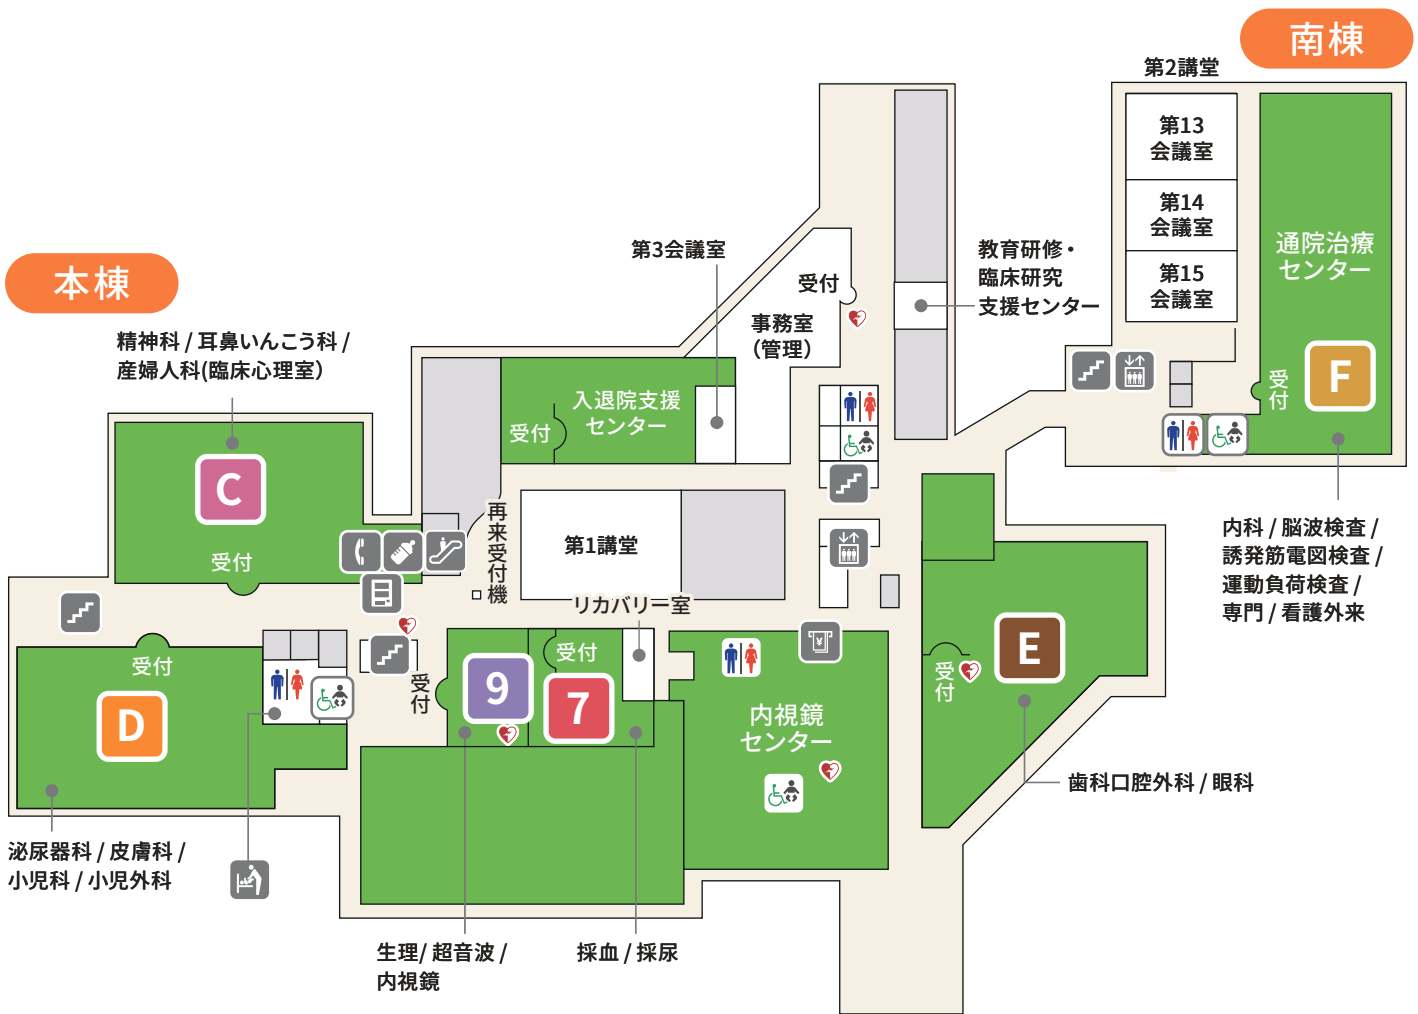 南棟
第2講堂
第13
会議室
第14
会議室
第15
会議室
通院治療
センター
受付
F
内科 / 脳波検査 /
誘発筋電図検査 /
運動負荷検査 /
専門 / 看護外来
教育研修・
臨床研究
支援センター
第3会議室
受付
事務室
（管理）
本棟
精神科 / 耳鼻いんこう科 /
産婦人科(臨床心理室）
入退院支援
センター
受付
C
受付
再来受付機
第1講堂
リカバリー室
受付
D
受付
9
受付
7
¥
内視鏡
センター
E
受付
歯科口腔外科 / 眼科
泌尿器科 / 皮膚科 /
小児科 / 小児外科
生理/ 超音波 /
内視鏡
採血 / 採尿